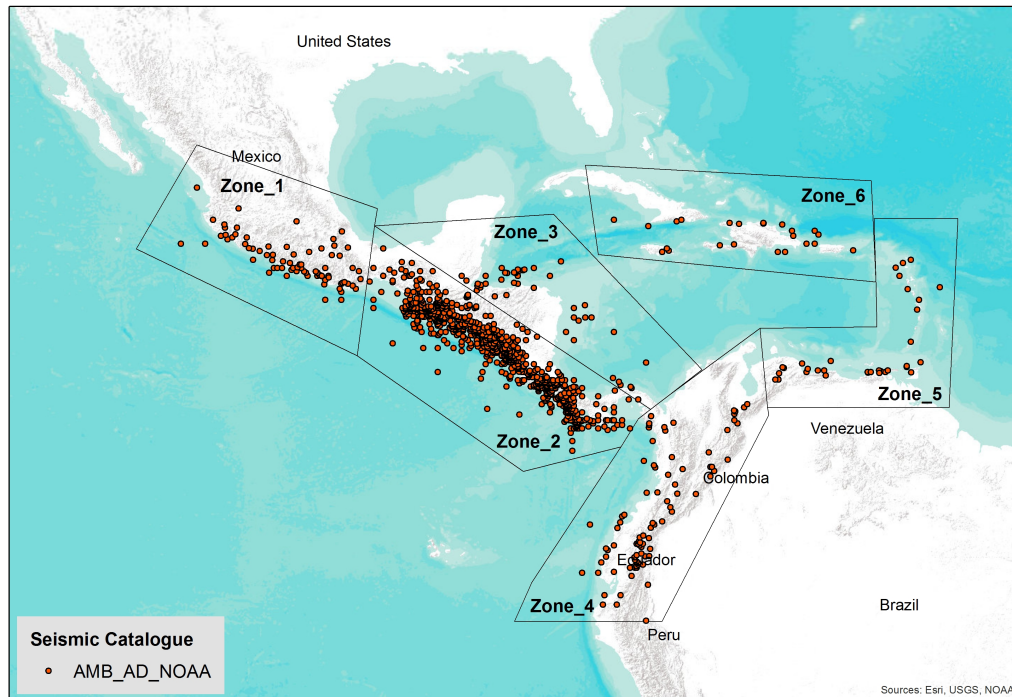 United States
Mexico
Zone_1
Zone_6
Zone_3
Zone_5
Venezuela
Zone_2
Colombia
Ecuador
Zone_4
Brazil
Peru
Seismic Catalogue
AMB_AD_NOAA
Sources: Esri, USGS, NOAA